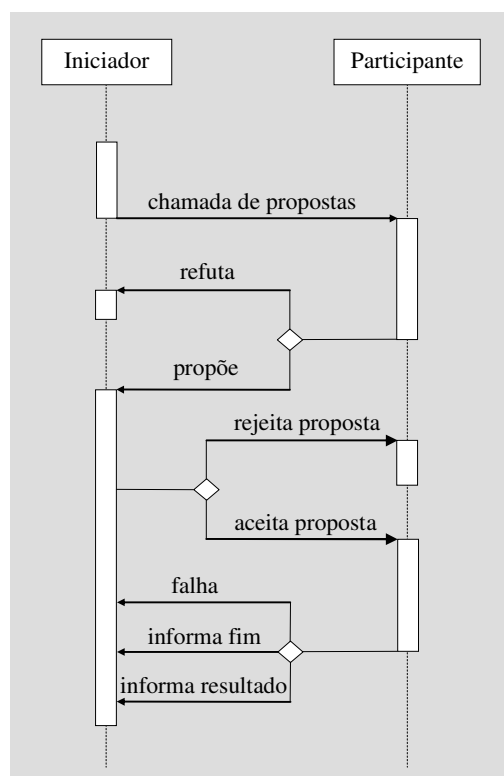 Iniciador
Participante
chamada de propostas
refuta
propõe
rejeita proposta
aceita proposta
falha
informa fim
informa resultado